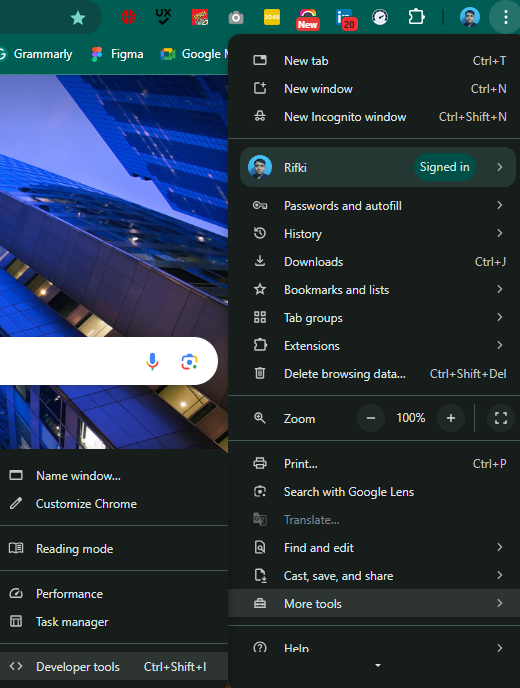 UX
2048
New
20
Grammarly
Figma
Google M
New tab Ctrl+T
New window Ctrl+N
New Incognito window Ctrl+Shift+N
Rifki Signed in
Passwords and autofill
History
Downloads Ctrl+J
Bookmarks and lists
Tab groups
Extensions
Delete browsing data... Ctrl+Shift+Del
Zoom − 100% +
Print... Ctrl+P
Search with Google Lens
Translate...
Find and edit
Cast, save, and share
More tools
Help
Name window...
Customize Chrome
Reading mode
Performance
Task manager
Developer tools Ctrl+Shift+I